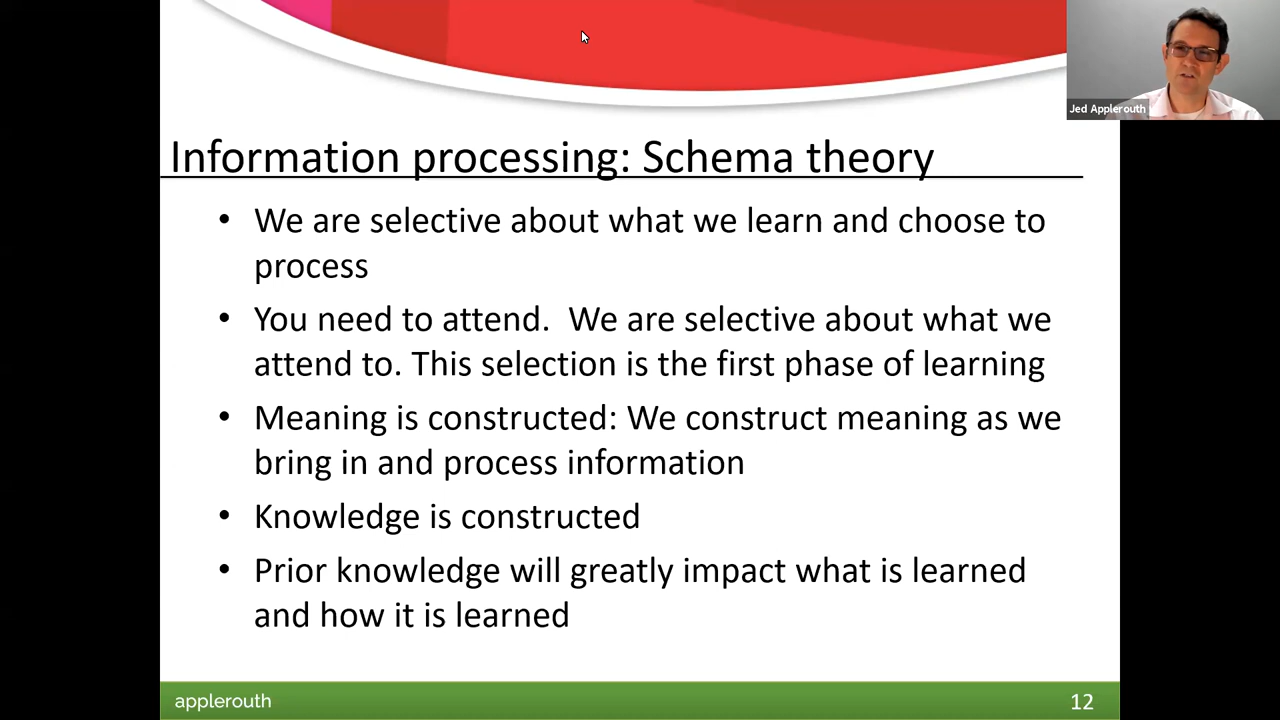 Jed Applerouth
Information processing: Schema theory
• We are selective about what we learn and choose to
process
• You need to attend.  We are selective about what we
attend to. This selection is the first phase of learning
• Meaning is constructed: We construct meaning as we
bring in and process information
• Knowledge is constructed
• Prior knowledge will greatly impact what is learned
and how it is learned
applerouth
12